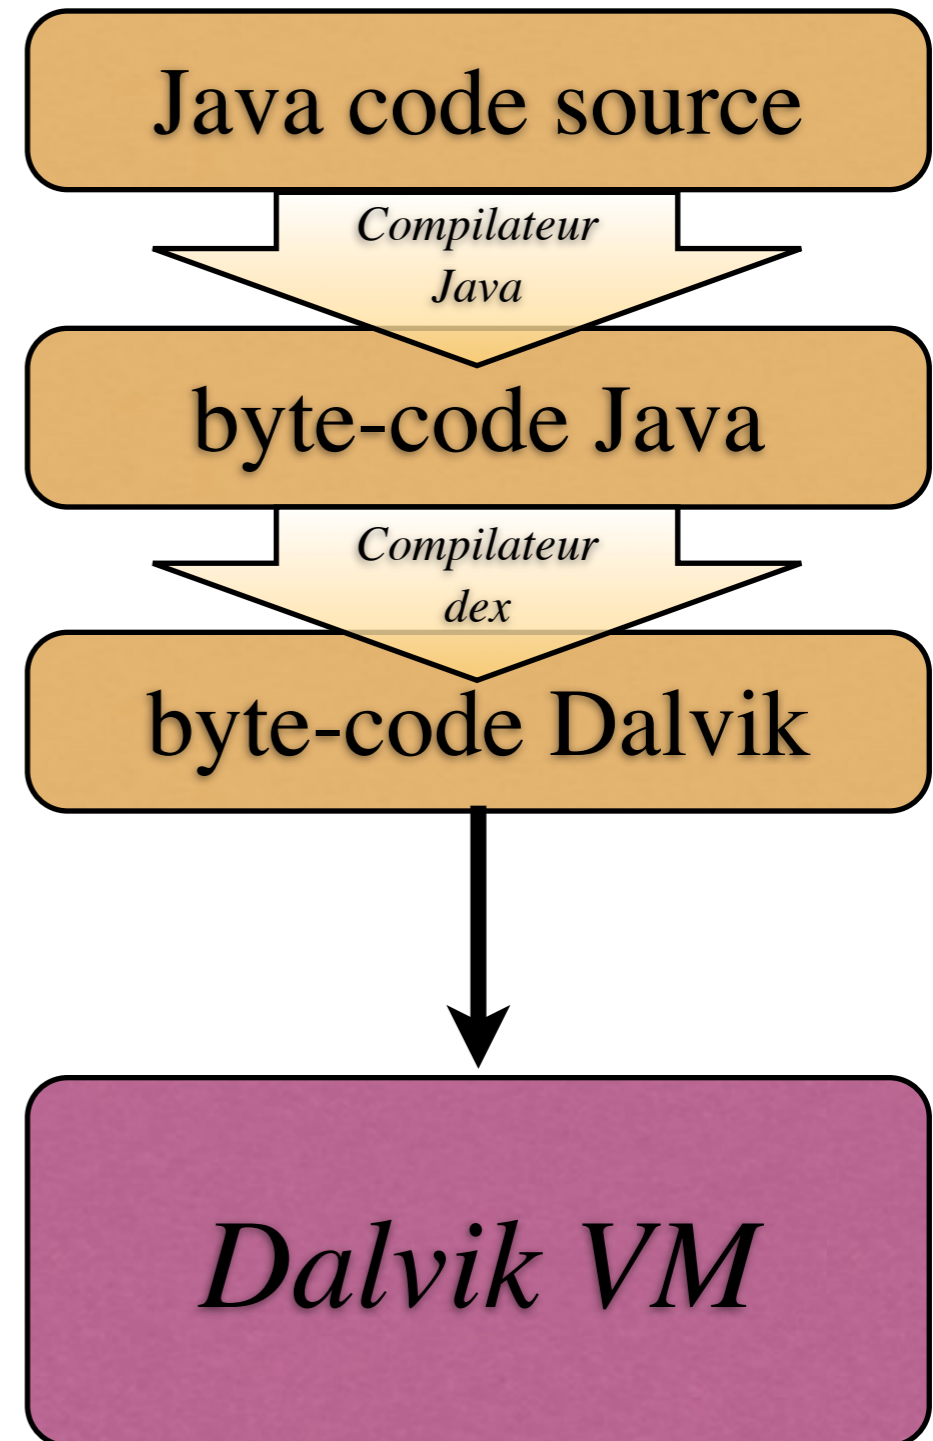 Java code source
Compilateur
Java
byte-code Java
Compilateur
dex
byte-code Dalvik
Dalvik VM